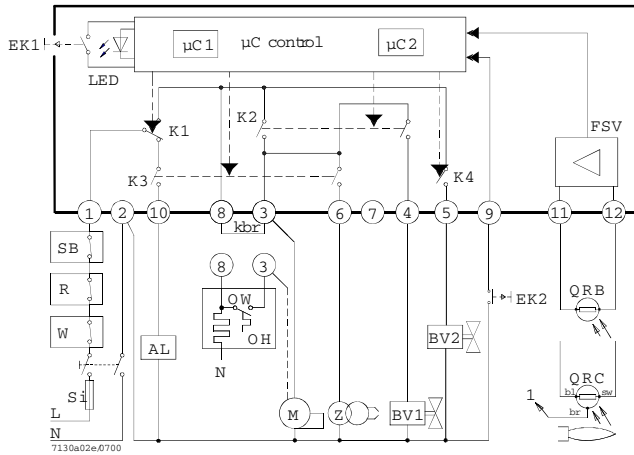 EK1
LED
µC1
µC control
µC2
FSV
K1
K2
K3
K4
1
2
10
8
3
6
7
4
5
9
11
12
kbr
SB
R
W
Si
L
N
7130a02e/0700
AL
8
3
OW
OH
N
M
Z
BV1
BV2
EK2
QRB
QRC
bl
sw
br
1